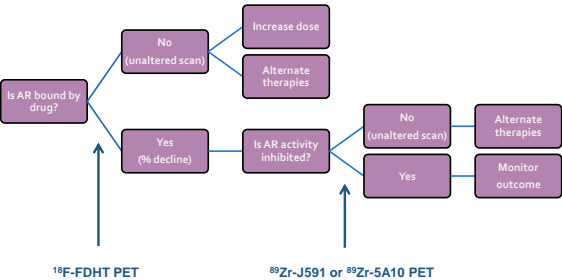 Is AR bound by
drug?
No
(unaltered scan)
Increase dose
Alternate
therapies
Yes
(% decline)
Is AR activity
inhibited?
No
(unaltered scan)
Alternate
therapies
Yes
Monitor
outcome
¹⁸F-FDHT PET
⁸⁹Zr-J591 or ⁸⁹Zr-5A10 PET